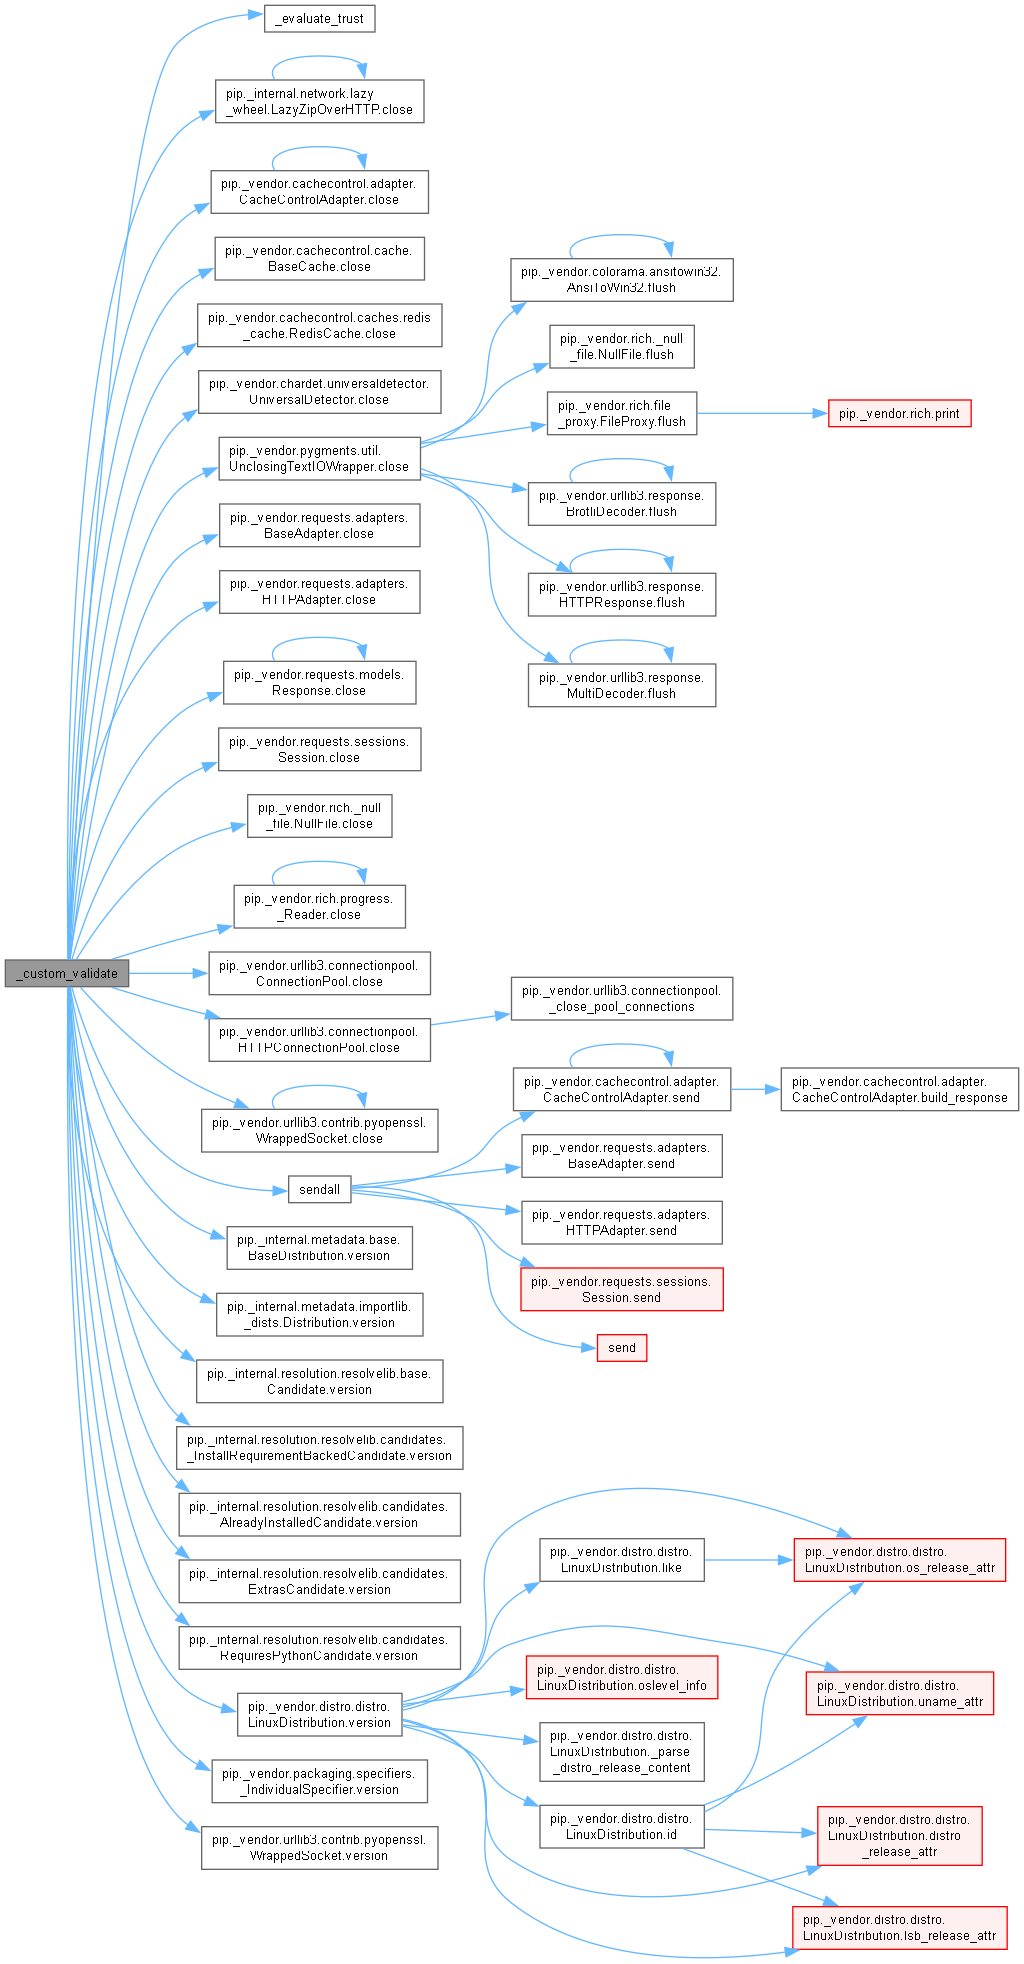 _evaluate_trust
pip._internal.network.lazy
_wheel.LazyZipOverHTTP.close
pip._vendor.cachecontrol.adapter.
CacheControlAdapter.close
pip._vendor.cachecontrol.cache.
BaseCache.close
pip._vendor.cachecontrol.caches.redis
_cache.RedisCache.close
pip._vendor.chardet.universaldetector.
UniversalDetector.close
pip._vendor.pygments.util.
UnclosingTextIOWrapper.close
pip._vendor.colorama.ansitowin32.
AnsiToWin32.flush
pip._vendor.rich._null
_file.NullFile.flush
pip._vendor.rich.file
_proxy.FileProxy.flush
pip._vendor.rich.print
pip._vendor.urllib3.response.
BrotliDecoder.flush
pip._vendor.urllib3.response.
HTTPResponse.flush
pip._vendor.urllib3.response.
MultiDecoder.flush
pip._vendor.requests.adapters.
BaseAdapter.close
pip._vendor.requests.adapters.
HTTPAdapter.close
pip._vendor.requests.models.
Response.close
pip._vendor.requests.sessions.
Session.close
pip._vendor.rich._null
_file.NullFile.close
pip._vendor.rich.progress.
_Reader.close
_custom_validate
pip._vendor.urllib3.connectionpool.
ConnectionPool.close
pip._vendor.urllib3.connectionpool.
HTTPConnectionPool.close
pip._vendor.urllib3.connectionpool.
_close_pool_connections
pip._vendor.urllib3.contrib.pyopenssl.
WrappedSocket.close
sendall
pip._vendor.cachecontrol.adapter.
CacheControlAdapter.send
pip._vendor.cachecontrol.adapter.
CacheControlAdapter.build_response
pip._vendor.requests.adapters.
BaseAdapter.send
pip._vendor.requests.adapters.
HTTPAdapter.send
pip._vendor.requests.sessions.
Session.send
send
pip._internal.metadata.base.
BaseDistribution.version
pip._internal.metadata.importlib.
_dists.Distribution.version
pip._internal.resolution.resolvelib.base.
Candidate.version
pip._internal.resolution.resolvelib.candidates.
_InstallRequirementBackedCandidate.version
pip._internal.resolution.resolvelib.candidates.
AlreadyInstalledCandidate.version
pip._internal.resolution.resolvelib.candidates.
ExtrasCandidate.version
pip._internal.resolution.resolvelib.candidates.
RequiresPythonCandidate.version
pip._vendor.distro.distro.
LinuxDistribution.version
pip._vendor.distro.distro.
LinuxDistribution.like
pip._vendor.distro.distro.
LinuxDistribution.os_release_attr
pip._vendor.distro.distro.
LinuxDistribution.oslevel_info
pip._vendor.distro.distro.
LinuxDistribution.uname_attr
pip._vendor.distro.distro.
LinuxDistribution._parse
_distro_release_content
pip._vendor.distro.distro.
LinuxDistribution.id
pip._vendor.distro.distro.
LinuxDistribution.distro
_release_attr
pip._vendor.distro.distro.
LinuxDistribution.lsb_release_attr
pip._vendor.packaging.specifiers.
_IndividualSpecifier.version
pip._vendor.urllib3.contrib.pyopenssl.
WrappedSocket.version